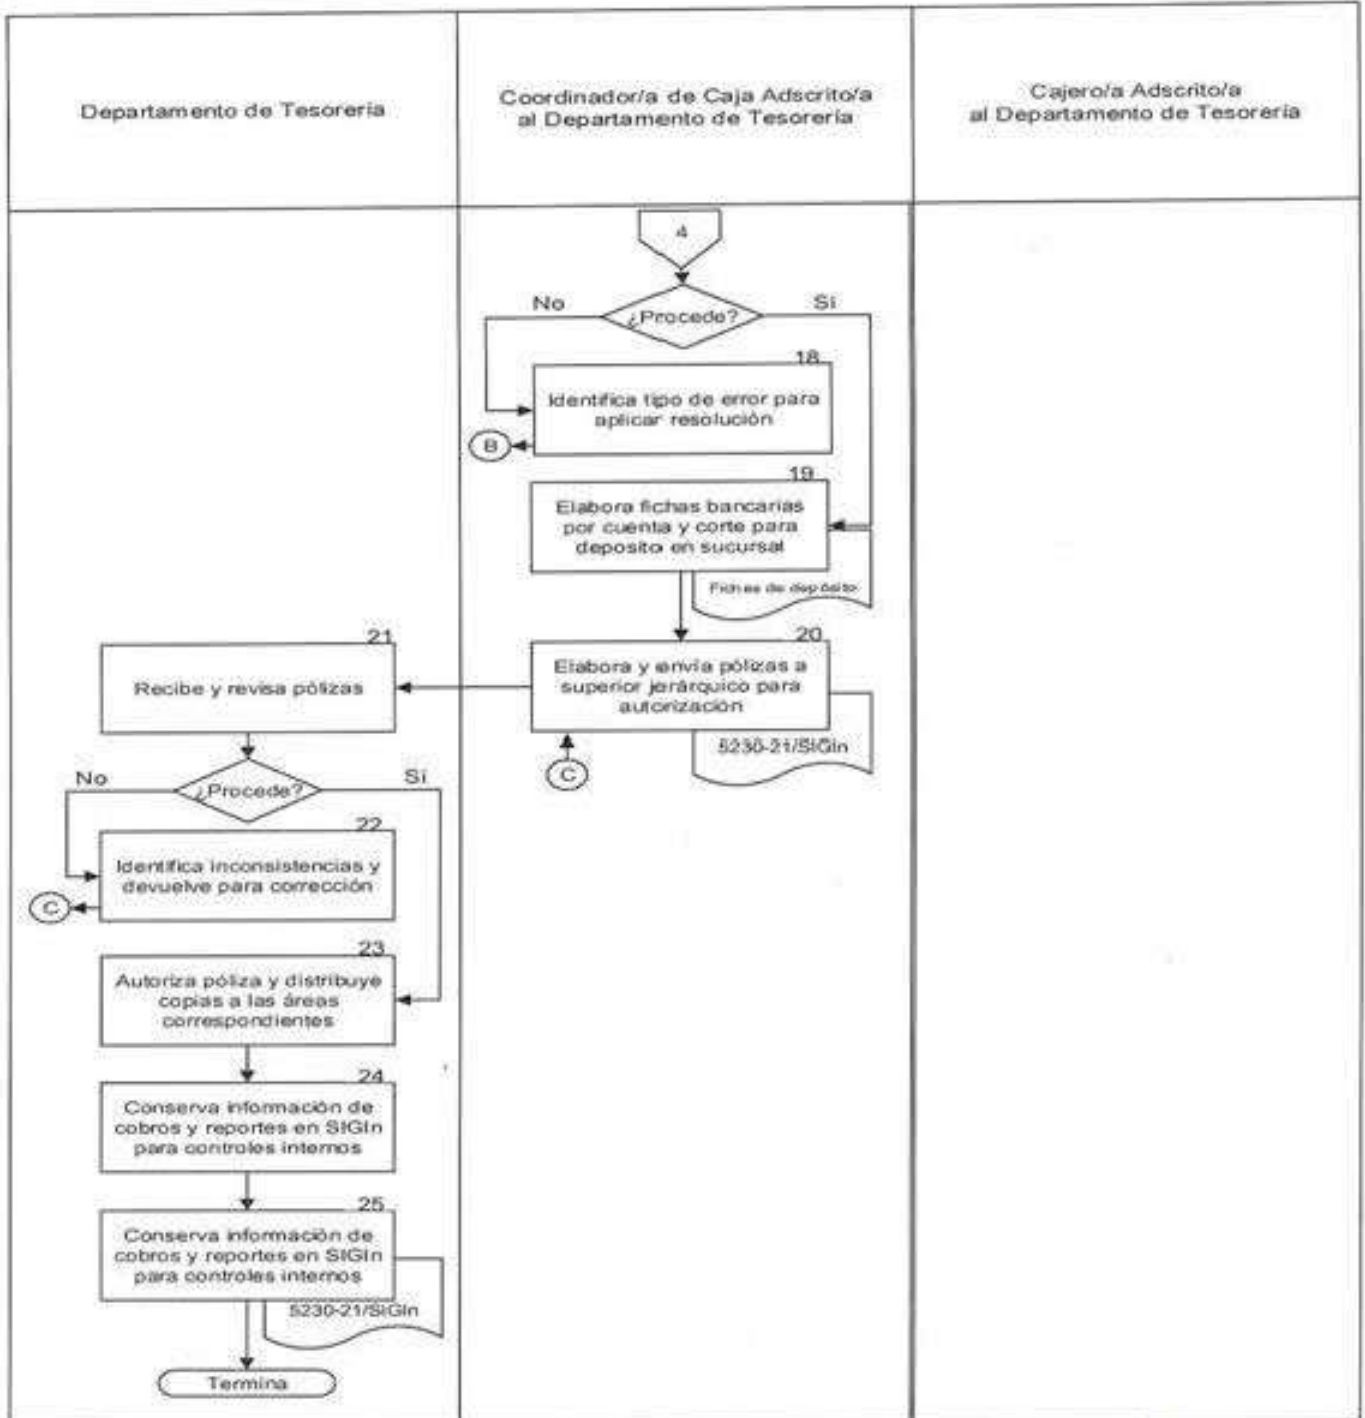 Departamento de Tesorería
Coordinador/a de Caja Adscrito/a
al Departamento de Tesorería
Cajero/a Adscrito/a
al Departamento de Tesorería
4
¿Procede?
No
Sí
18
Identifica tipo de error para
aplicar resolución
B
19
Elabora fichas bancarias
por cuenta y corte para
deposito en sucursal
Fichas de depósito
20
Elabora y envía pólizas a
superior jerárquico para
autorización
5230-21/SIGIn
C
21
Recibe y revisa pólizas
¿Procede?
No
Sí
22
Identifica inconsistencias y
devuelve para corrección
C
23
Autoriza póliza y distribuye
copias a las áreas
correspondientes
24
Conserva información de
cobros y reportes en SIGIn
para controles internos
25
Conserva información de
cobros y reportes en SIGIn
para controles internos
5230-21/SIGIn
Termina